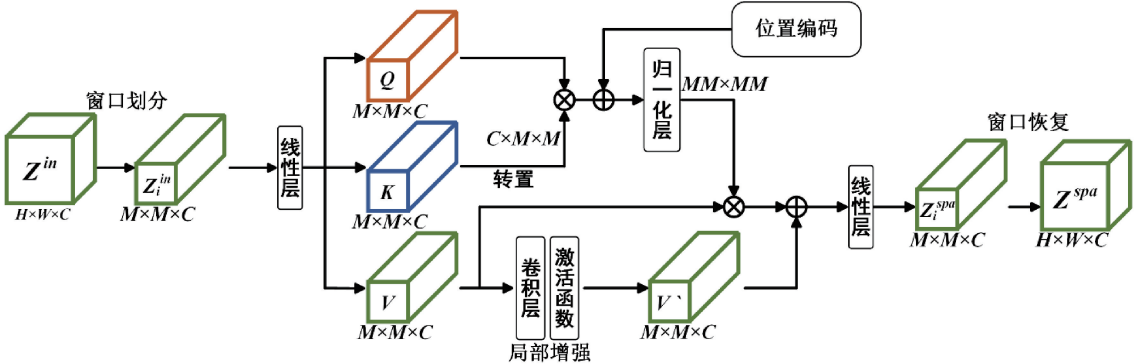 窗口划分
Z^in
H×W×C
Z_i^in
M×M×C
线性层
Q
M×M×C
K
M×M×C
V
M×M×C
C×M×M
转置
位置编码
归一化层
MM×MM
卷积层
激活函数
局部增强
V`
M×M×C
线性层
窗口恢复
Z_i^spa
M×M×C
Z^spa
H×W×C